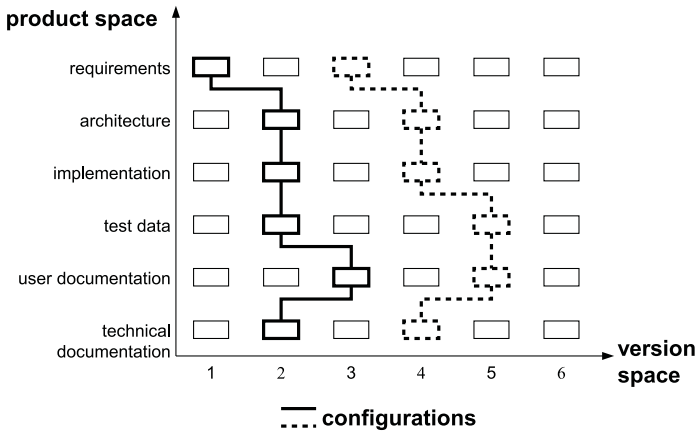 product space
requirements
architecture
implementation
test data
user documentation
technical
documentation
version
space
1 2 3 4 5 6
configurations